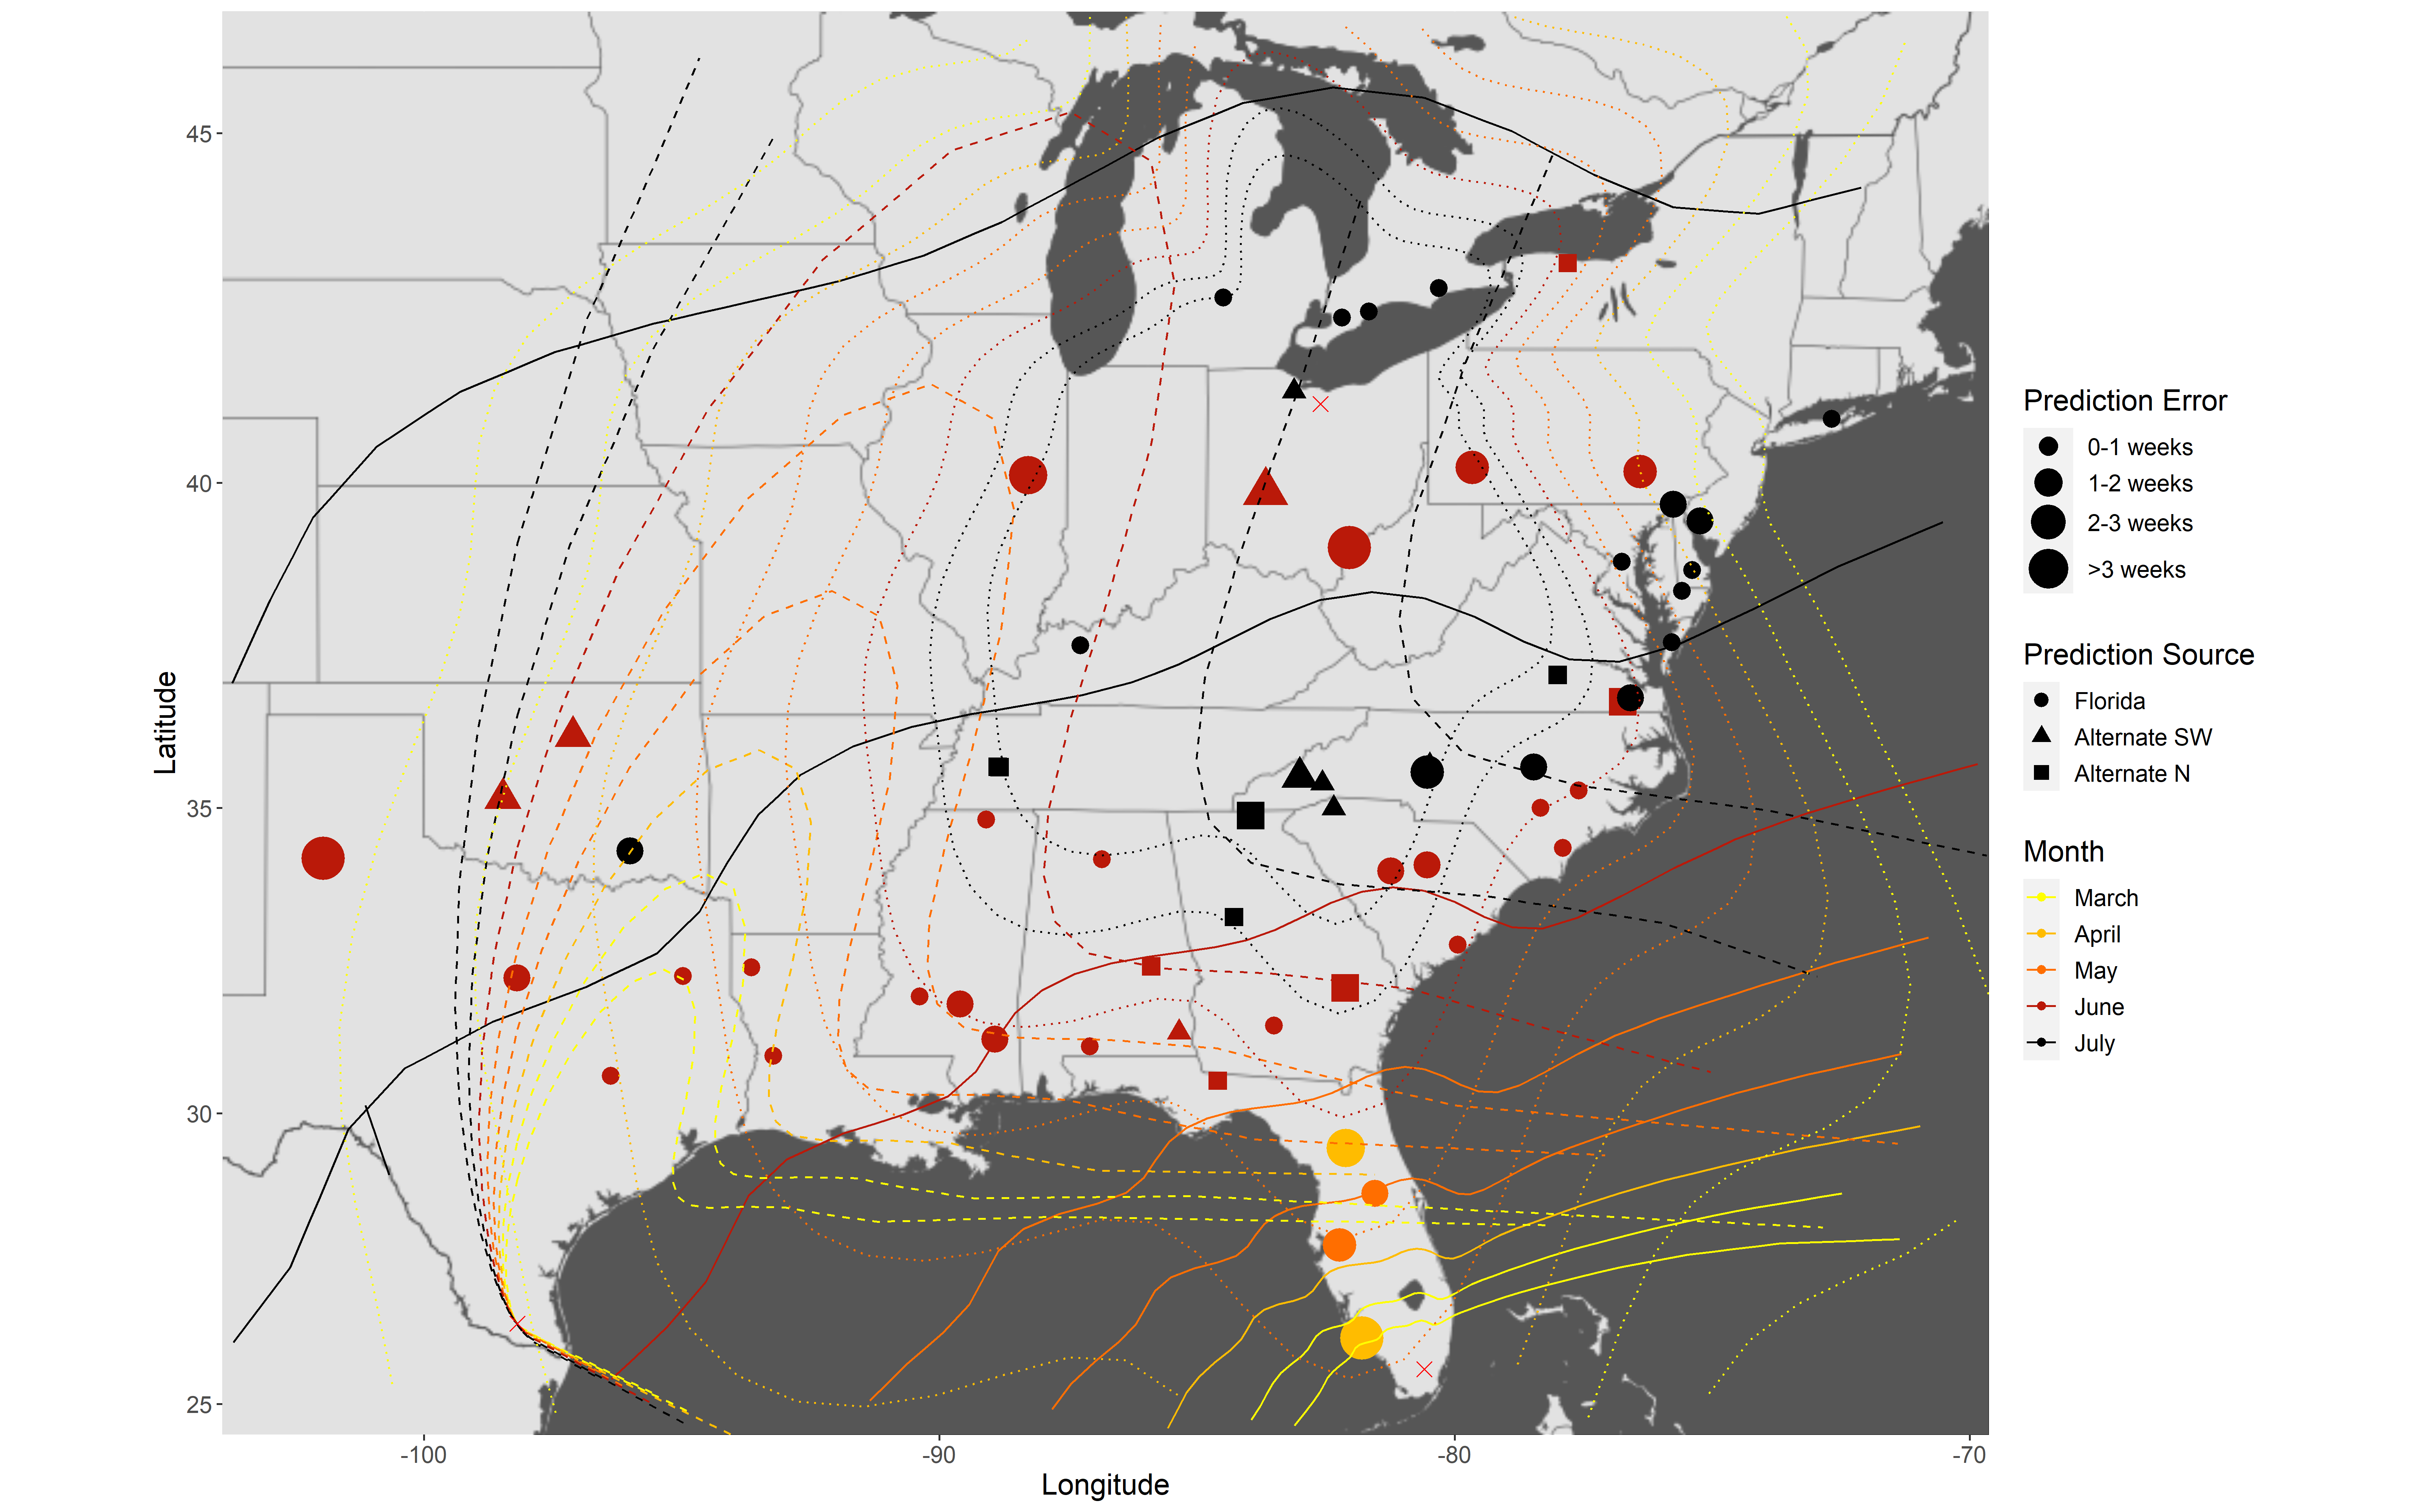 45
40
35
30
25
Latitude
-100
-90
-80
-70
Longitude
Prediction Error
0-1 weeks
1-2 weeks
2-3 weeks
>3 weeks
Prediction Source
Florida
Alternate SW
Alternate N
Month
March
April
May
June
July